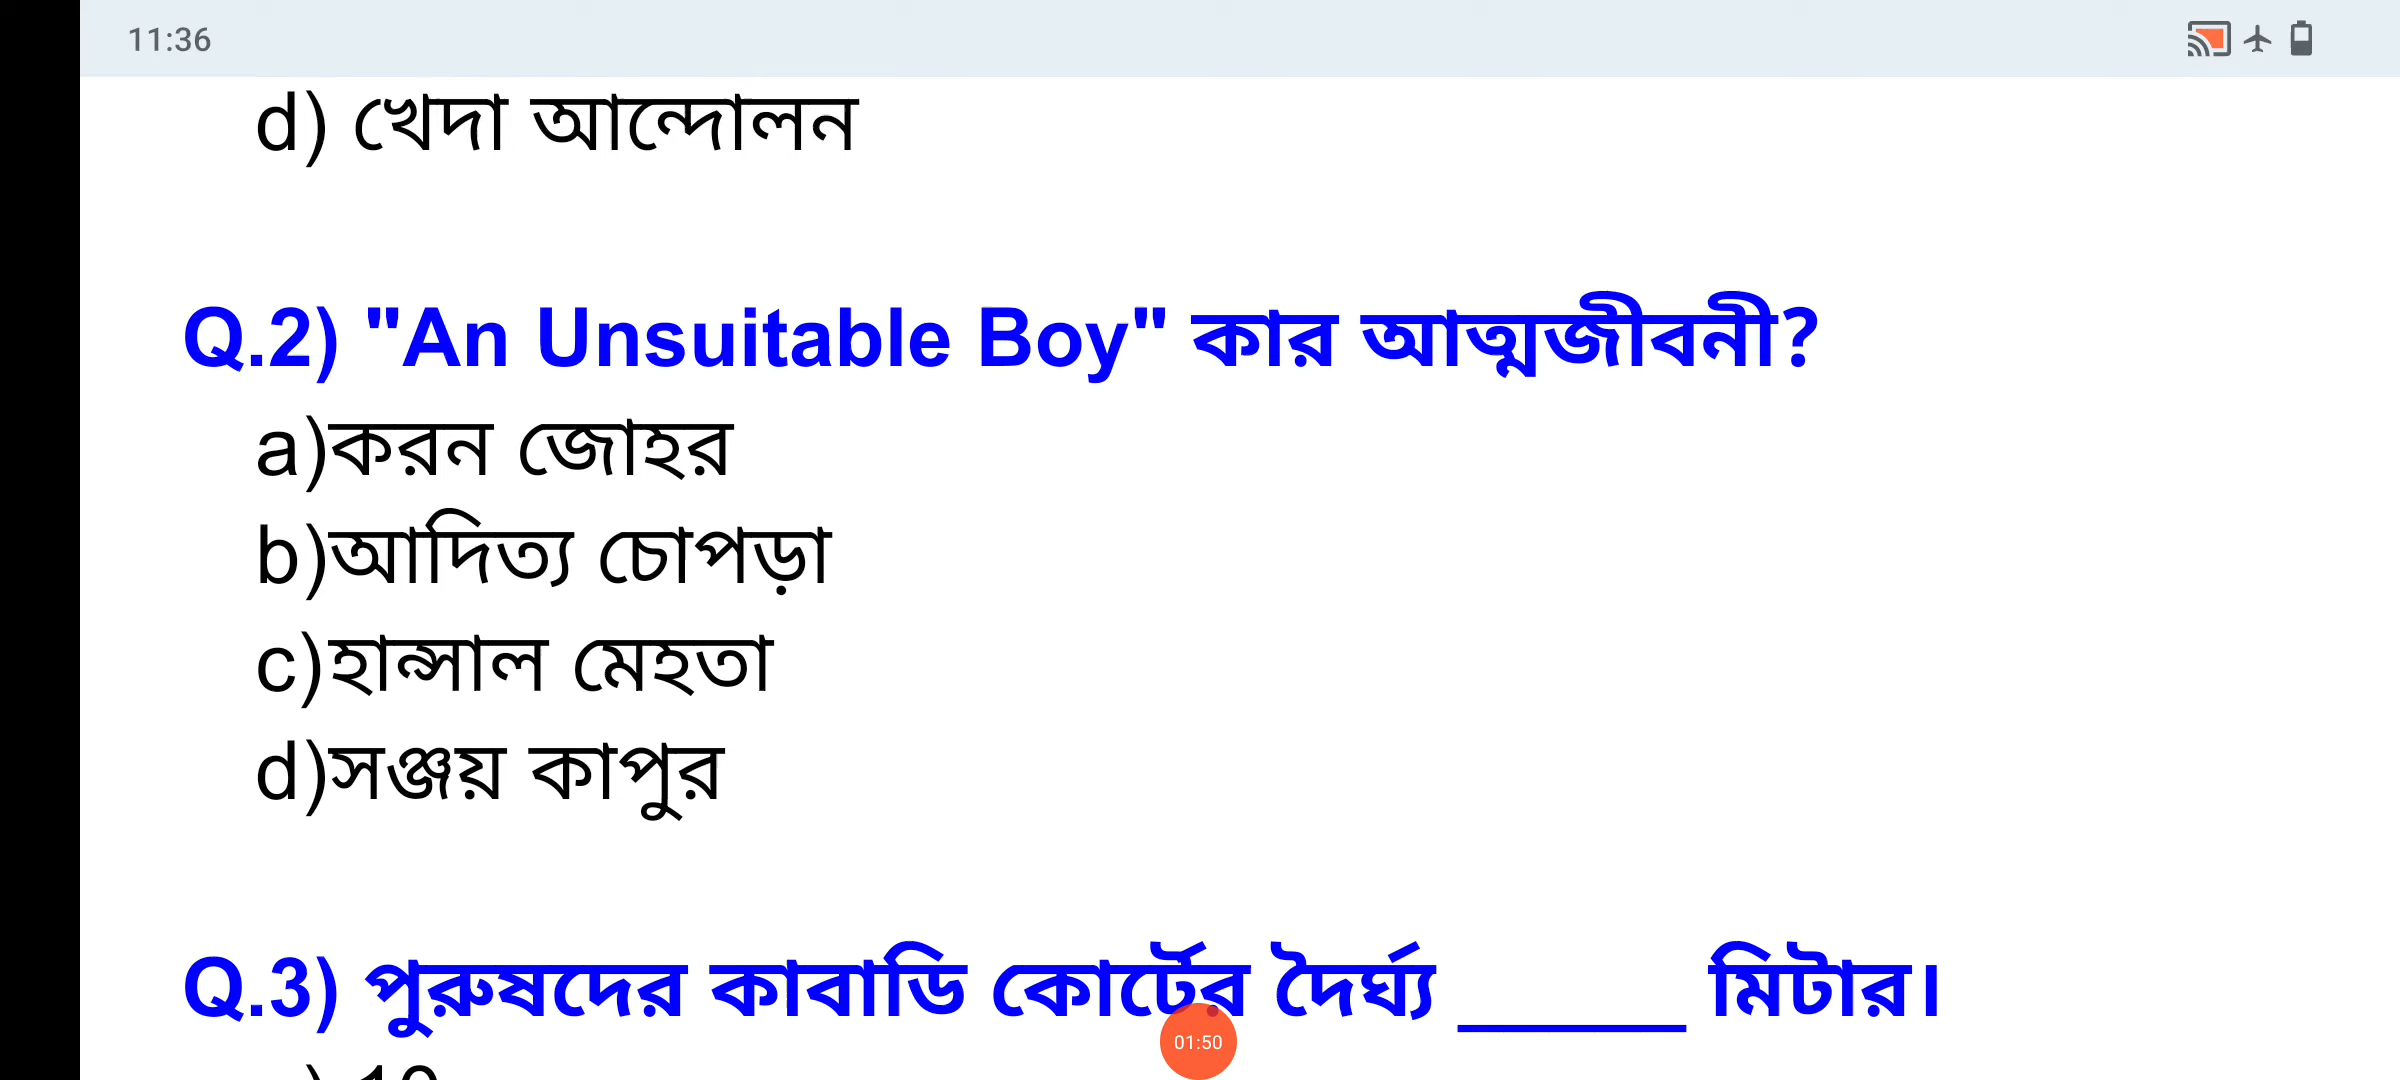 11:36
d) খেদা আন্দোলন
Q.2) "An Unsuitable Boy" কার আত্মজীবনী?
a)করন জোহর
b)আদিত্য চোপড়া
c)হান্সাল মেহতা
d)সঞ্জয় কাপুর
Q.3) পুরুষদের কাবাডি কোর্টের দৈর্ঘ্য ______ মিটার।
01:50